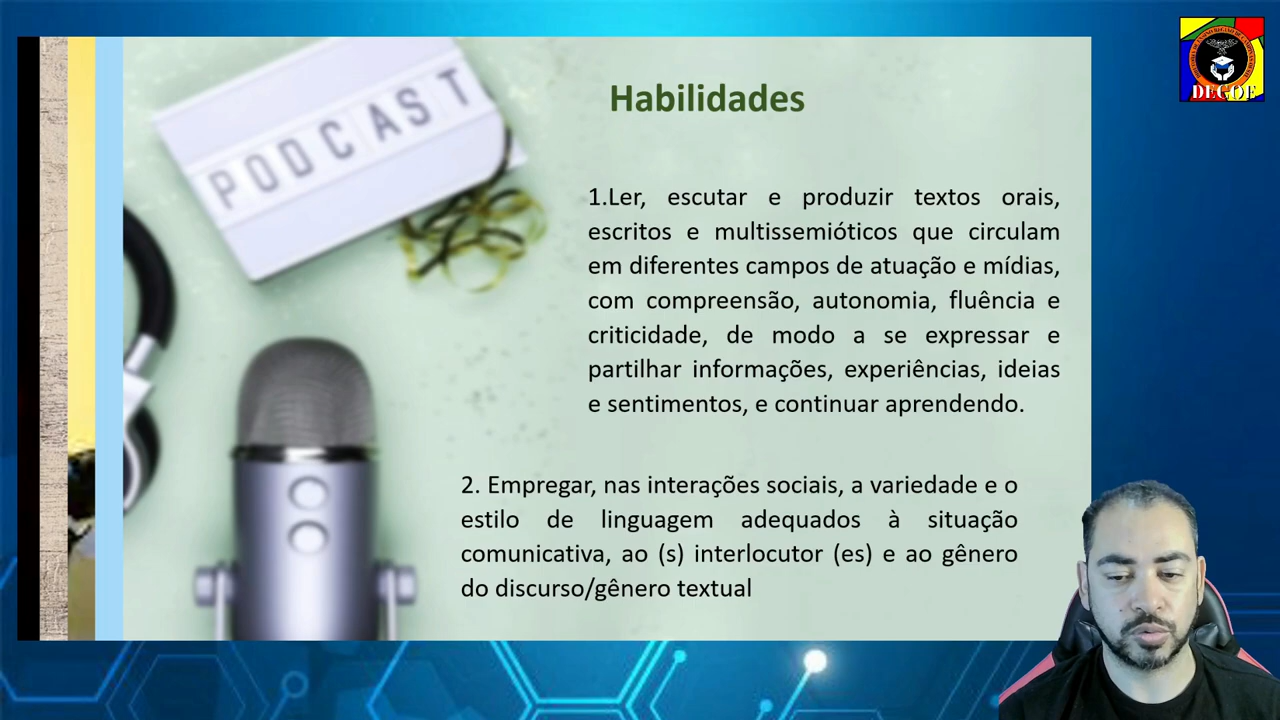 PODCAST
DEGOE
Habilidades
1.Ler, escutar e produzir textos orais,
escritos e multissemióticos que circulam
em diferentes campos de atuação e mídias,
com compreensão, autonomia, fluência e
criticidade, de modo a se expressar e
partilhar informações, experiências, ideias
e sentimentos, e continuar aprendendo.
2. Empregar, nas interações sociais, a variedade e o
estilo de linguagem adequados à situação
comunicativa, ao (s) interlocutor (es) e ao gênero
do discurso/gênero textual